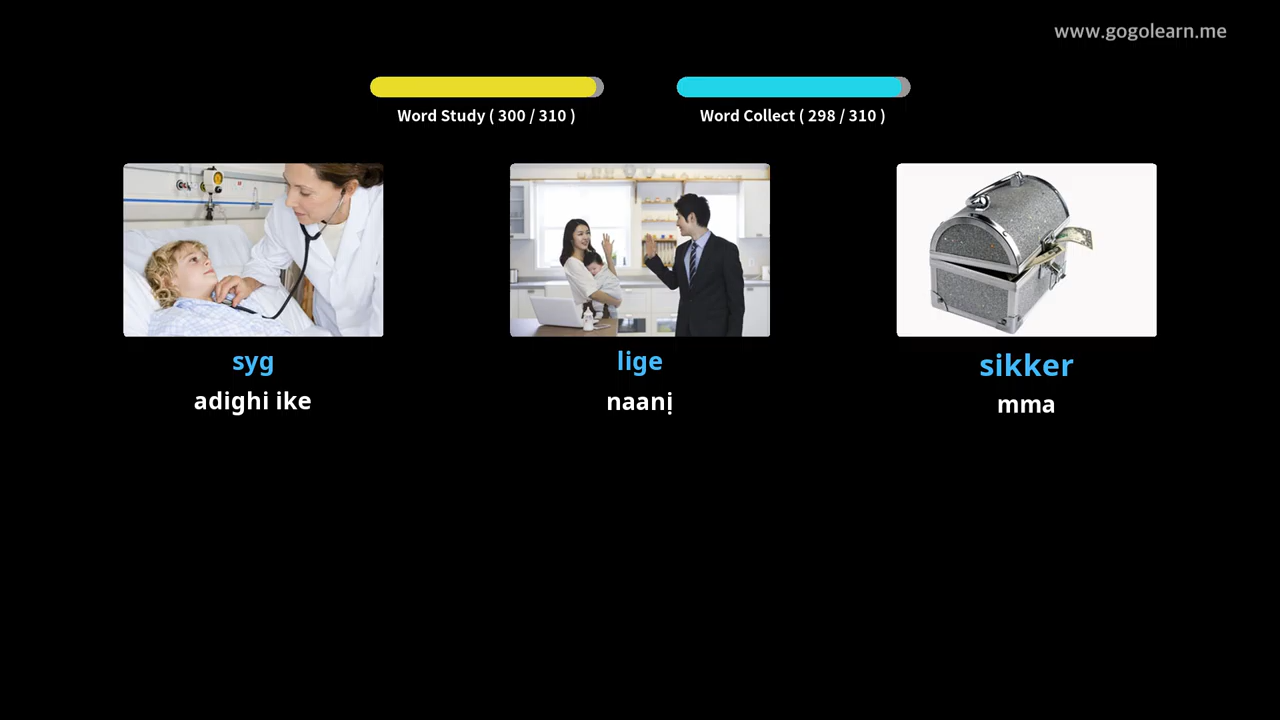 www.gogolearn.me
Word Study ( 300 / 310 )
Word Collect ( 298 / 310 )
syg
lige
sikker
adighi ike
naanị
mma